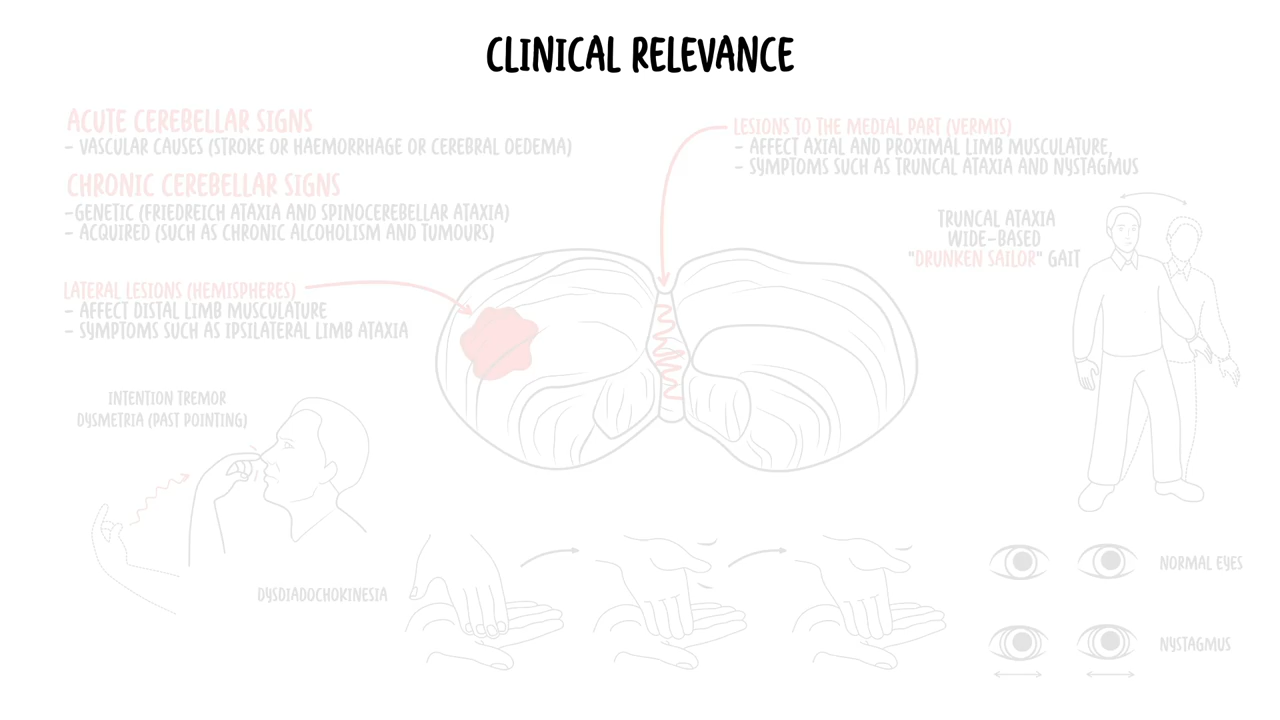 CLINICAL RELEVANCE
ACUTE CEREBELLAR SIGNS
- VASCULAR CAUSES (STROKE OR HAEMORRHAGE OR CEREBRAL OEDEMA)
CHRONIC CEREBELLAR SIGNS
-GENETIC (FRIEDREICH ATAXIA AND SPINOCEREBELLAR ATAXIA)
- ACQUIRED (SUCH AS CHRONIC ALCOHOLISM AND TUMOURS)
LATERAL LESIONS (HEMISPHERES)
- AFFECT DISTAL LIMB MUSCULATURE
- SYMPTOMS SUCH AS IPSILATERAL LIMB ATAXIA
INTENTION TREMOR
DYSMETRIA (PAST POINTING)
DYSDIADOCHOKINESIA
LESIONS TO THE MEDIAL PART (VERMIS)
- AFFECT AXIAL AND PROXIMAL LIMB MUSCULATURE,
- SYMPTOMS SUCH AS TRUNCAL ATAXIA AND NYSTAGMUS
TRUNCAL ATAXIA
WIDE-BASED
"DRUNKEN SAILOR" GAIT
NORMAL EYES
NYSTAGMUS